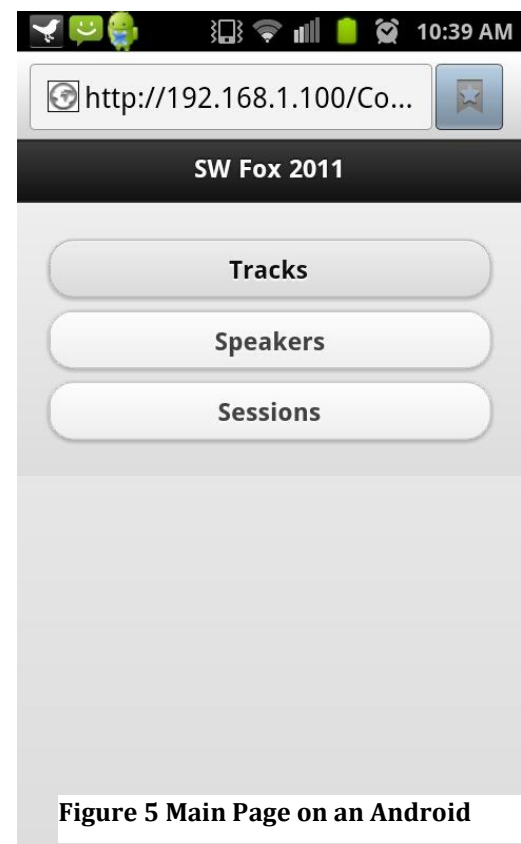 10:39 AM
http://192.168.1.100/Co...
SW Fox 2011
Tracks
Speakers
Sessions
Figure 5 Main Page on an Android